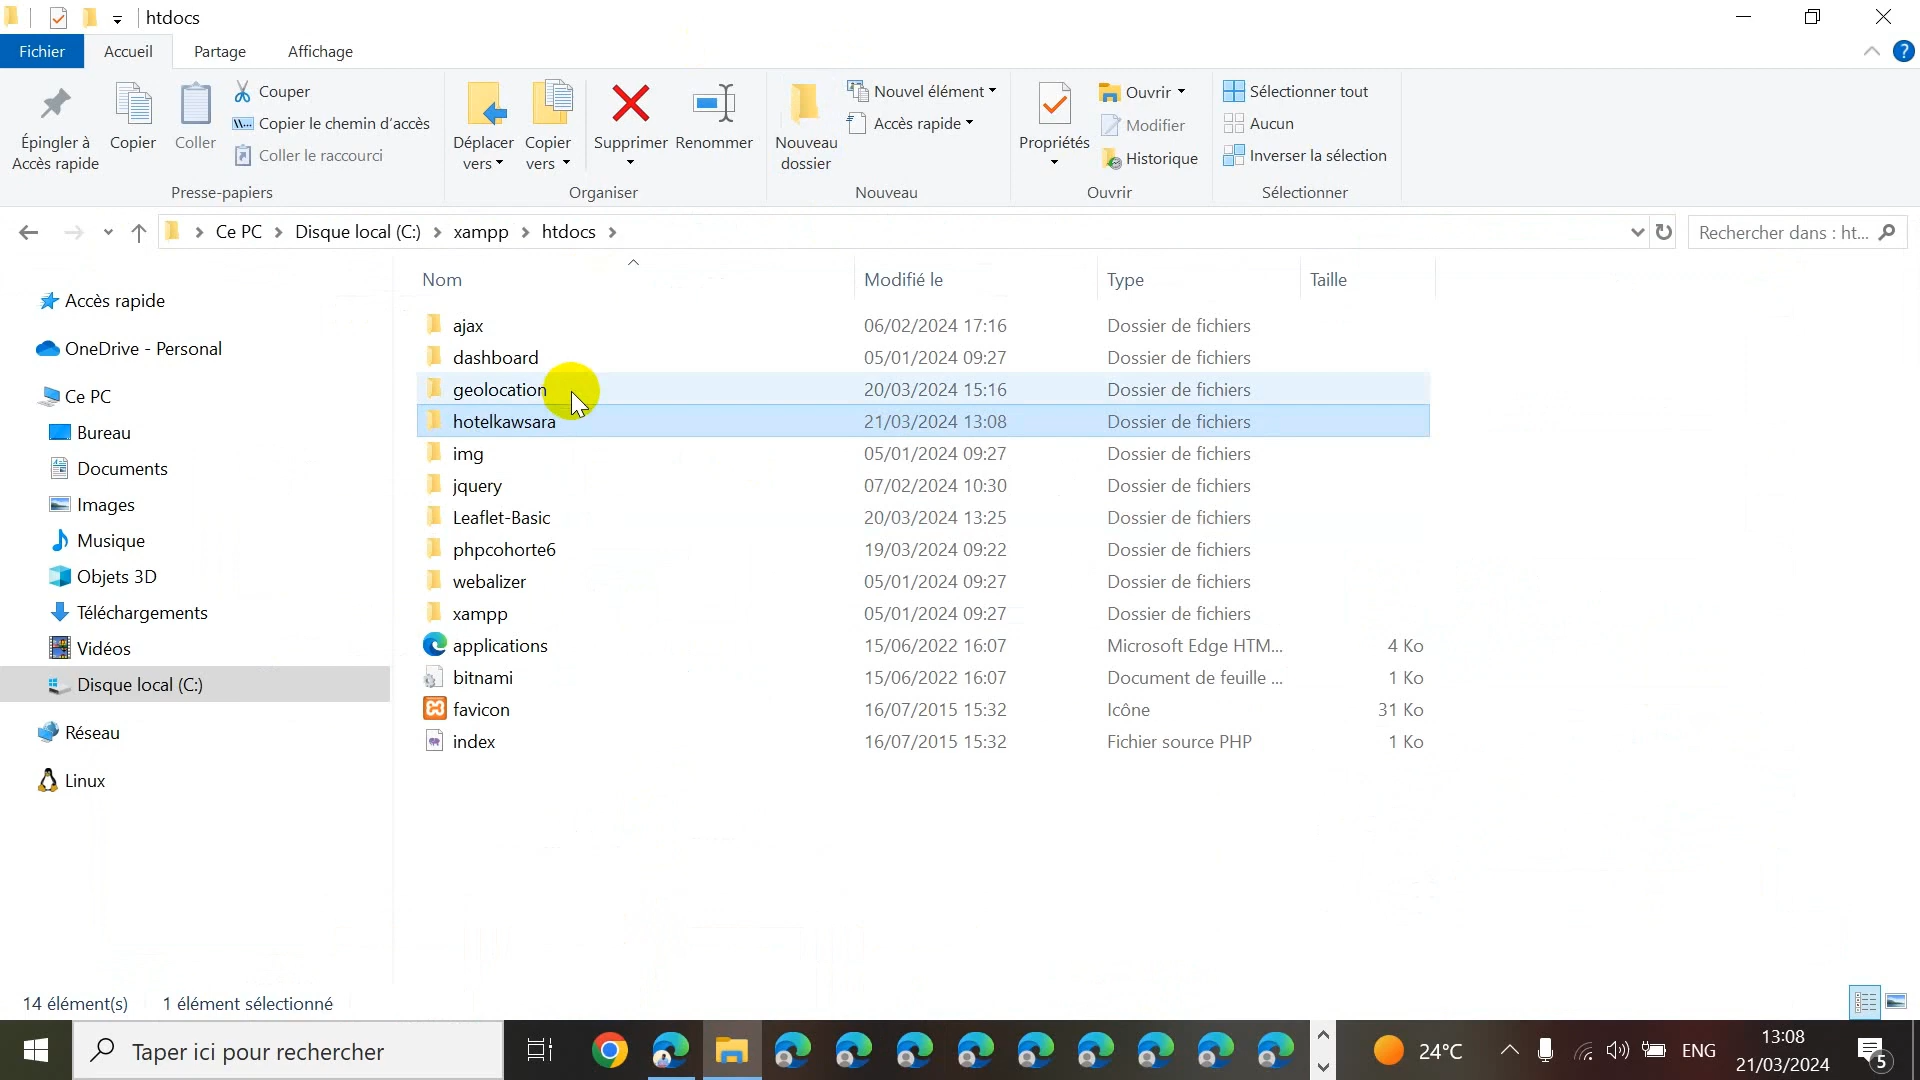 htdocs
Fichier Accueil Partage Affichage
Épingler à
Accès rapide
Copier
Coller
Couper
Copier le chemin d'accès
Coller le raccourci
Presse-papiers
Déplacer
vers
Copier
vers
Supprimer
Renommer
Organiser
Nouveau
dossier
Nouvel élément
Accès rapide
Nouveau
Propriétés
Ouvrir
Modifier
Historique
Ouvrir
Sélectionner tout
Aucun
Inverser la sélection
Sélectionner
Ce PC > Disque local (C:) > xampp > htdocs >
Rechercher dans : ht...
Accès rapide
OneDrive - Personal
Ce PC
Bureau
Documents
Images
Musique
Objets 3D
Téléchargements
Vidéos
Disque local (C:)
Réseau
Linux
Nom Modifié le Type Taille
ajax 06/02/2024 17:16 Dossier de fichiers
dashboard 05/01/2024 09:27 Dossier de fichiers
geolocation 20/03/2024 15:16 Dossier de fichiers
hotelkawsara 21/03/2024 13:08 Dossier de fichiers
img 05/01/2024 09:27 Dossier de fichiers
jquery 07/02/2024 10:30 Dossier de fichiers
Leaflet-Basic 20/03/2024 13:25 Dossier de fichiers
phpcohorte6 19/03/2024 09:22 Dossier de fichiers
webalizer 05/01/2024 09:27 Dossier de fichiers
xampp 05/01/2024 09:27 Dossier de fichiers
applications 15/06/2022 16:07 Microsoft Edge HTM... 4 Ko
bitnami 15/06/2022 16:07 Document de feuille ... 1 Ko
favicon 16/07/2015 15:32 Icône 31 Ko
index 16/07/2015 15:32 Fichier source PHP 1 Ko
14 élément(s) 1 élément sélectionné
Taper ici pour rechercher
24°C
ENG
13:08
21/03/2024
5